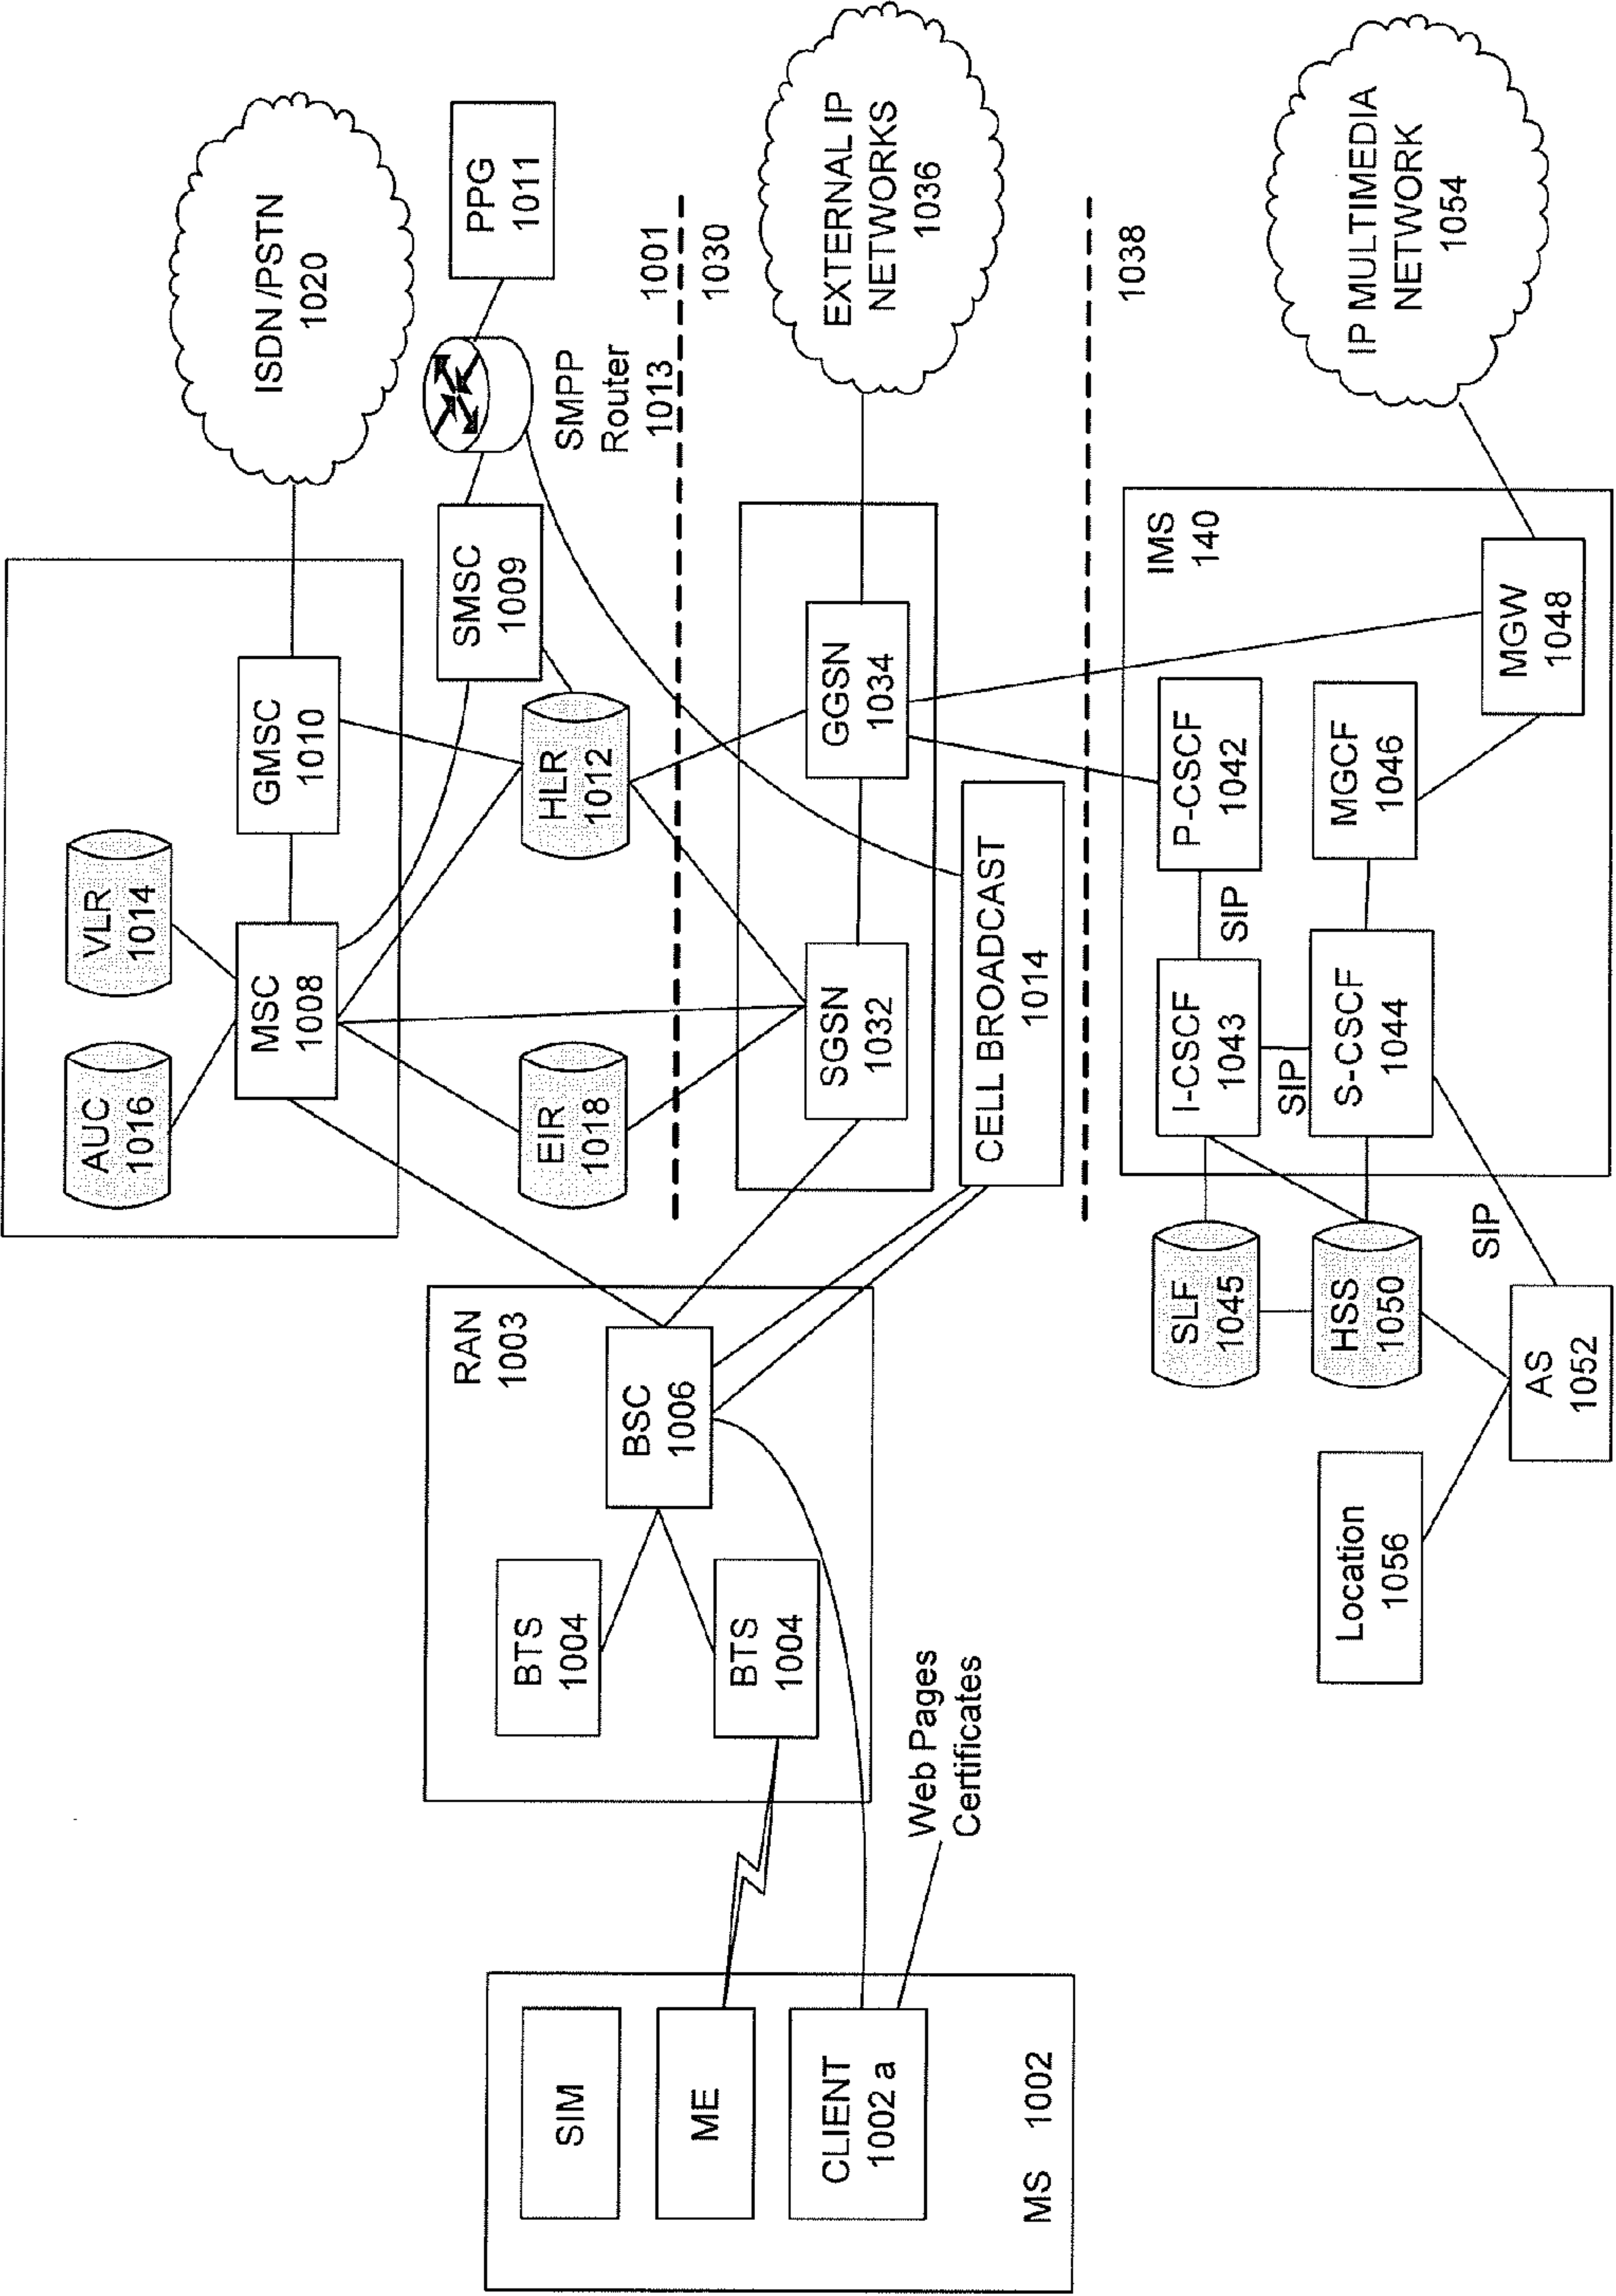 AUC
1016
VLR
1014
MSC
1008
GMSC
1010
ISDN /PSTN
1020
SMSC
1009
PPG
1011
SMPP
Router
1013
EIR
1018
HLR
1012
1001
1030
RAN
1003
BTS
1004
BTS
1004
BSC
1006
SGSN
1032
GGSN
1034
EXTERNAL IP
NETWORKS
1036
CELL BROADCAST
1014
1038
SIM
ME
CLIENT
1002 a
MS 1002
Web Pages
Certificates
IMS
140
I-CSCF
1043
SIP
P-CSCF
1042
SIP
S-CSCF
1044
MGCF
1046
MGW
1048
IP MULTIMEDIA
NETWORK
1054
SLF
1045
HSS
1050
SIP
Location
1056
AS
1052